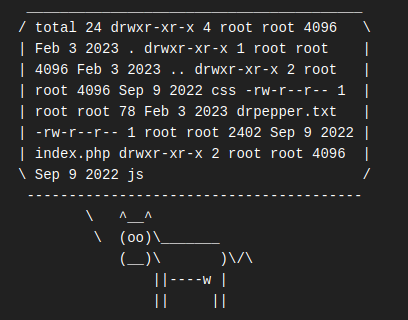 ________________________________________
/ total 24 drwxr-xr-x 4 root root 4096   \
| Feb 3 2023 . drwxr-xr-x 1 root root    |
| 4096 Feb 3 2023 .. drwxr-xr-x 2 root   |
| root 4096 Sep 9 2022 css -rw-r--r-- 1  |
| root root 78 Feb 3 2023 drpepper.txt   |
| -rw-r--r-- 1 root root 2402 Sep 9 2022 |
| index.php drwxr-xr-x 2 root root 4096  |
\ Sep 9 2022 js                          /
 ----------------------------------------
        \   ^__^
         \  (oo)\_______
            (__)\       )\/\
                ||----w |
                ||     ||